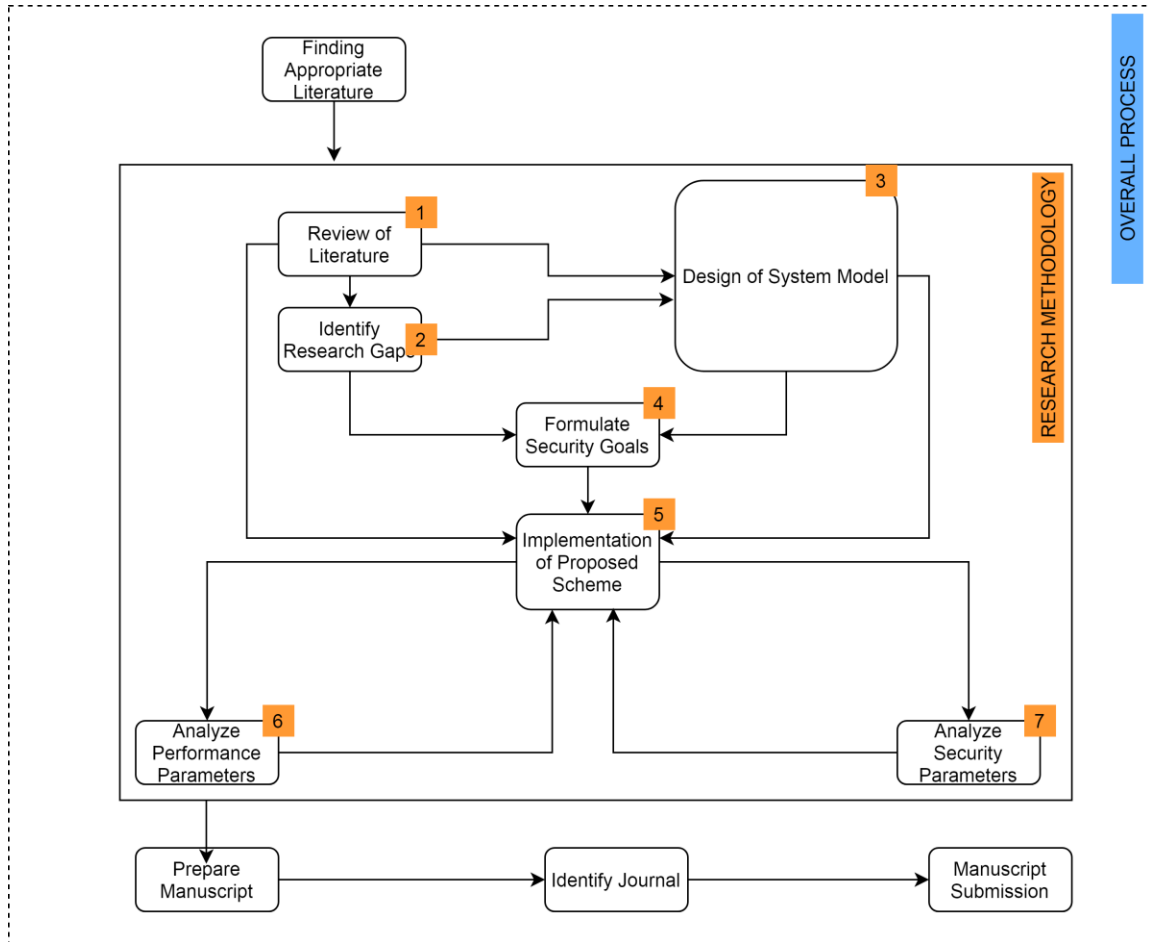 Finding
Appropriate
Literature
OVERALL PROCESS
RESEARCH METHODOLOGY
1
Review of
Literature
2
Identify
Research Gaps
3
Design of System Model
4
Formulate
Security Goals
5
Implementation
of Proposed
Scheme
6
Analyze
Performance
Parameters
7
Analyze
Security
Parameters
Prepare
Manuscript
Identify Journal
Manuscript
Submission